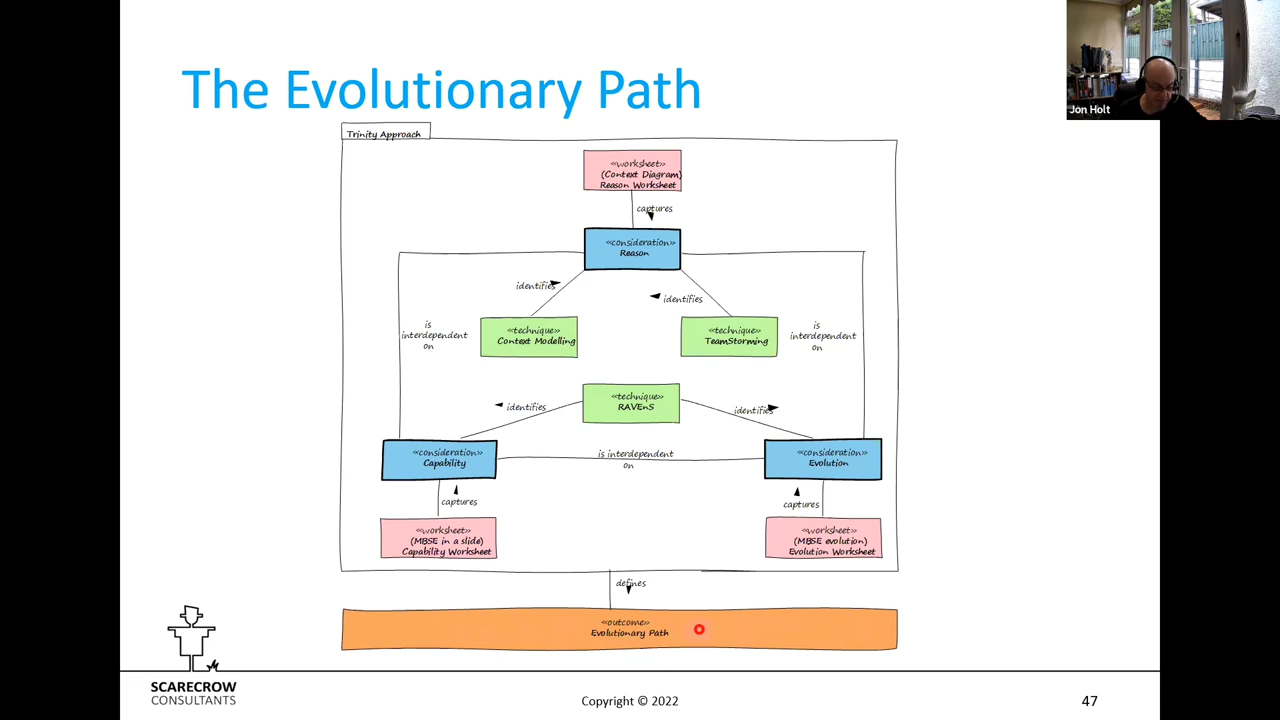 Jon Holt
The Evolutionary Path
Trinity Approach
«worksheet»
(Context Diagram)
Reason Worksheet
captures
«consideration»
Reason
identifies
identifies
is
interdependent
on
«technique»
Context Modelling
«technique»
TeamStorming
is
interdependent
on
«technique»
RAVEnS
identifies
identifies
«consideration»
Capability
is interdependent
on
«consideration»
Evolution
captures
captures
«worksheet»
(MBSE in a slide)
Capability Worksheet
«worksheet»
(MBSE evolution)
Evolution Worksheet
defines
«outcome»
Evolutionary Path
SCARECROW
CONSULTANTS
Copyright © 2022
47